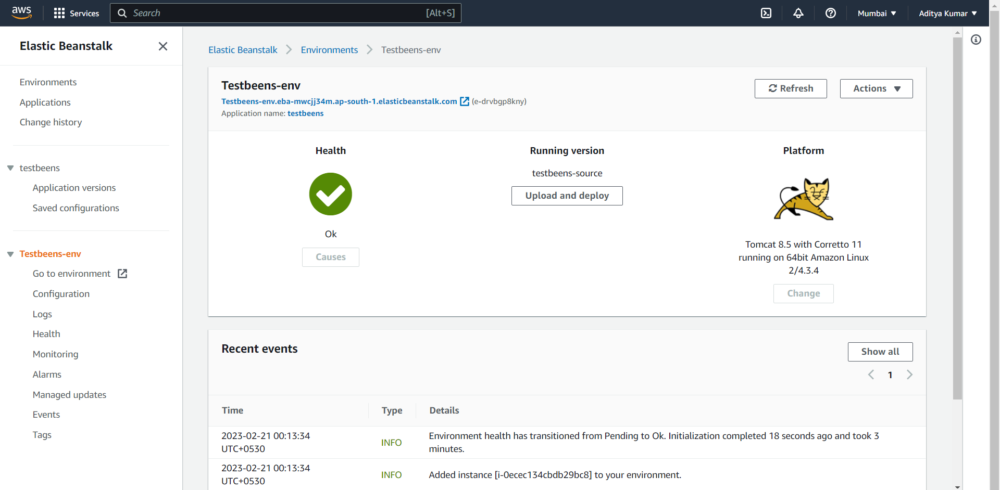 aws
Services
Search
[Alt+S]
Mumbai
Aditya Kumar
Elastic Beanstalk
Environments
Applications
Change history
testbeens
Application versions
Saved configurations
Testbeens-env
Go to environment
Configuration
Logs
Health
Monitoring
Alarms
Managed updates
Events
Tags
Elastic Beanstalk
Environments
Testbeens-env
Testbeens-env
Testbeens-env.eba-mwcjj34m.ap-south-1.elasticbeanstalk.com (e-drvbgp8kny)
Application name: testbeens
Refresh
Actions
Health
Ok
Causes
Running version
testbeens-source
Upload and deploy
Platform
Tomcat 8.5 with Corretto 11
running on 64bit Amazon Linux
2/4.3.4
Change
Recent events
Show all
1
Time
Type
Details
2023-02-21 00:13:34
UTC+0530
INFO
Environment health has transitioned from Pending to Ok. Initialization completed 18 seconds ago and took 3
minutes.
2023-02-21 00:13:34
UTC+0530
INFO
Added instance [i-0ecec134cbdb29bc8] to your environment.